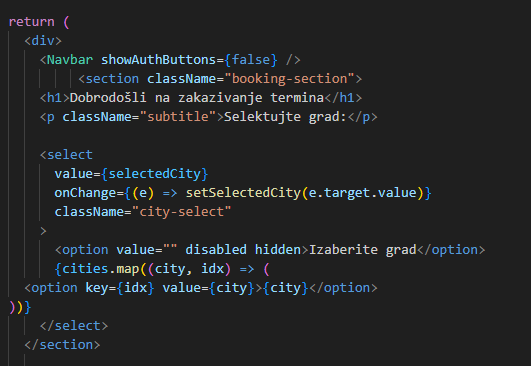 return (
<div>
<Navbar showAuthButtons={false} />
<section className="booking-section">
<h1>Dobrodošli na zakazivanje termina</h1>
<p className="subtitle">Selektujte grad:</p>
<select
value={selectedCity}
onChange={(e) => setSelectedCity(e.target.value)}
className="city-select"
>
<option value="" disabled hidden>Izaberite grad</option>
{cities.map((city, idx) => (
<option key={idx} value={city}>{city}</option>
))}
</select>
</section>